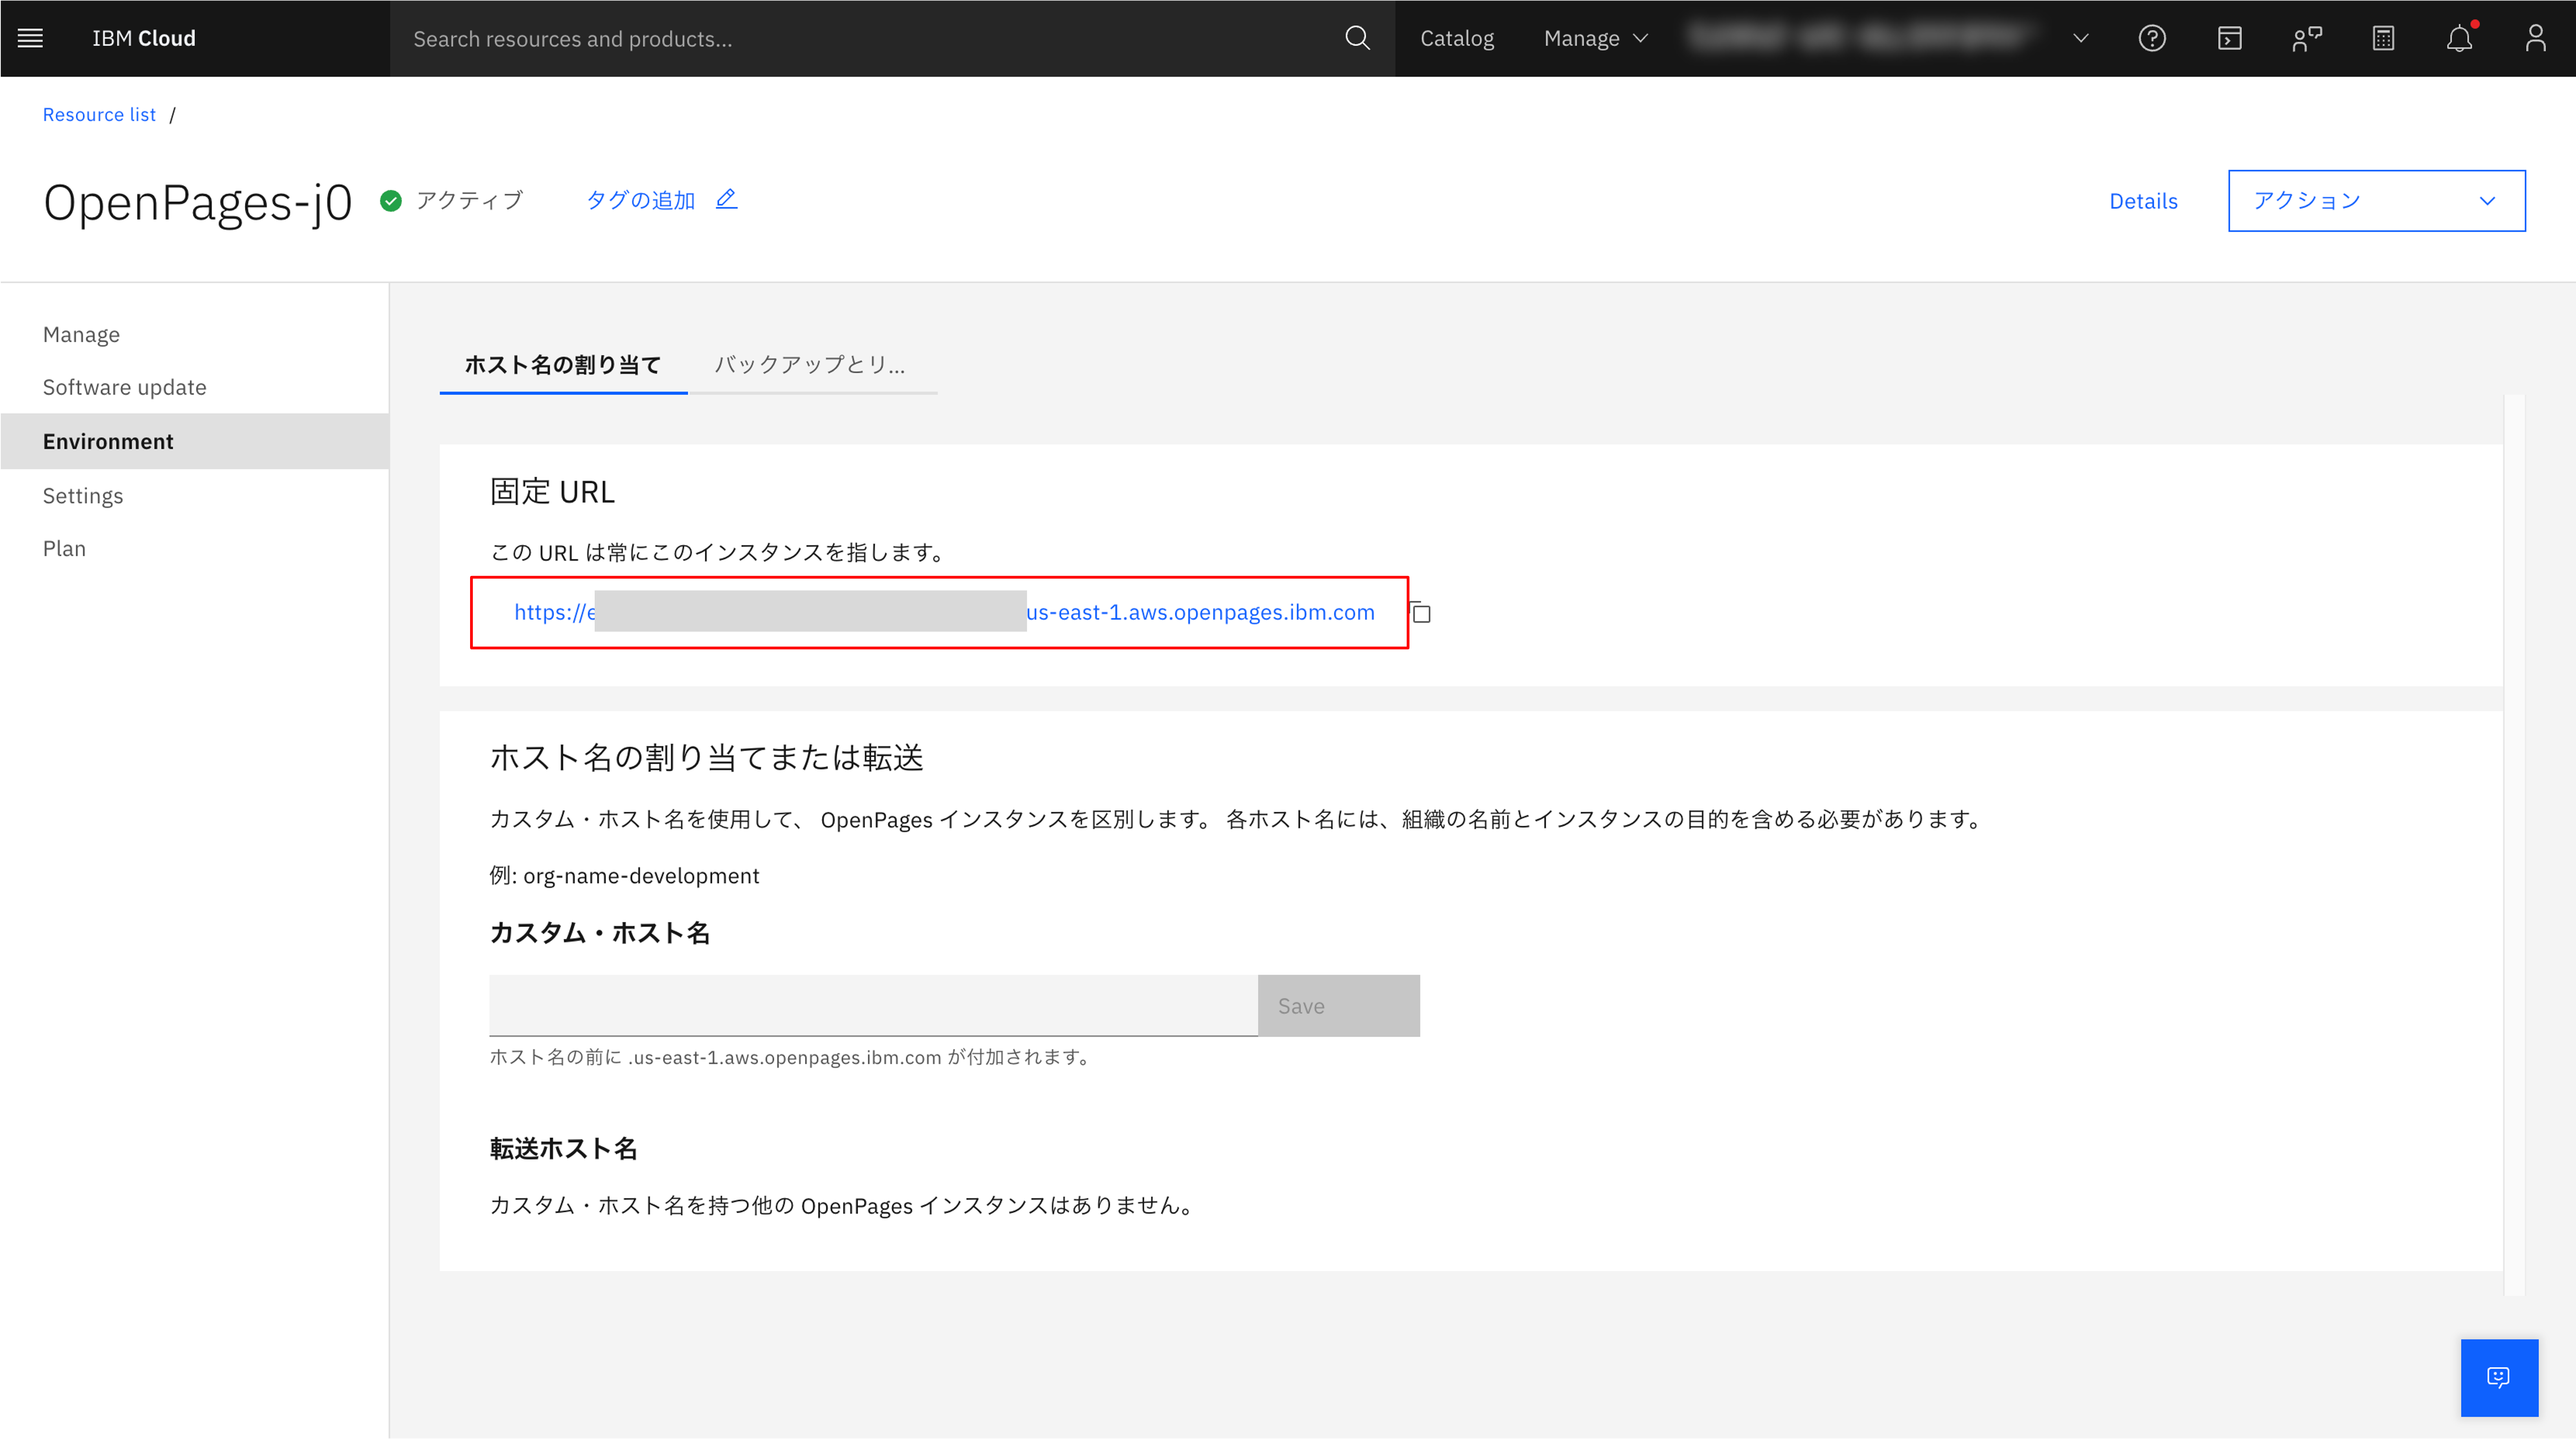 IBM Cloud
Search resources and products...
Catalog
Manage
Resource list /
OpenPages-j0
アクティブ
タグの追加
Details
アクション
Manage
Software update
Environment
Settings
Plan
ホスト名の割り当て
バックアップとリ...
固定 URL
この URL は常にこのインスタンスを指します。
https://e us-east-1.aws.openpages.ibm.com
ホスト名の割り当てまたは転送
カスタム・ホスト名を使用して、 OpenPages インスタンスを区別します。 各ホスト名には、組織の名前とインスタンスの目的を含める必要があります。
例: org-name-development
カスタム・ホスト名
Save
ホスト名の前に .us-east-1.aws.openpages.ibm.com が付加されます。
転送ホスト名
カスタム・ホスト名を持つ他の OpenPages インスタンスはありません。